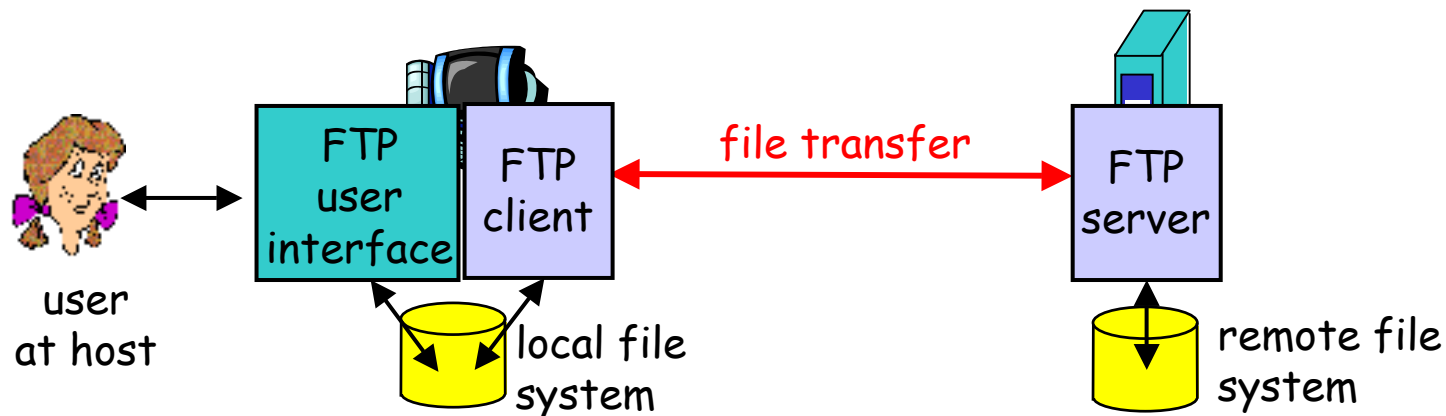 FTP
user
interface
FTP
client
file transfer
FTP
server
user
at host
local file
system
remote file
system